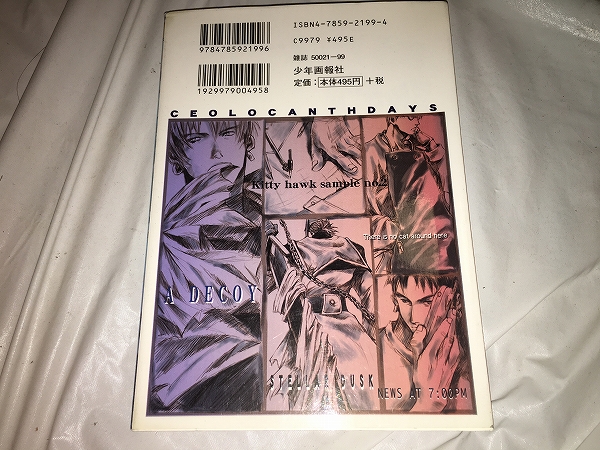 ISBN4-7859-2199-4
C9979 ¥495E
9784785921996
雑誌 50021-99
少年画報社
定価：本体495円 +税
1929979004958
CEOLOCANTHDAYS
Kitty hawk sample no.2
There is no cat around here
A DECOY
STELLAR DUSK
NEWS AT 7:00PM